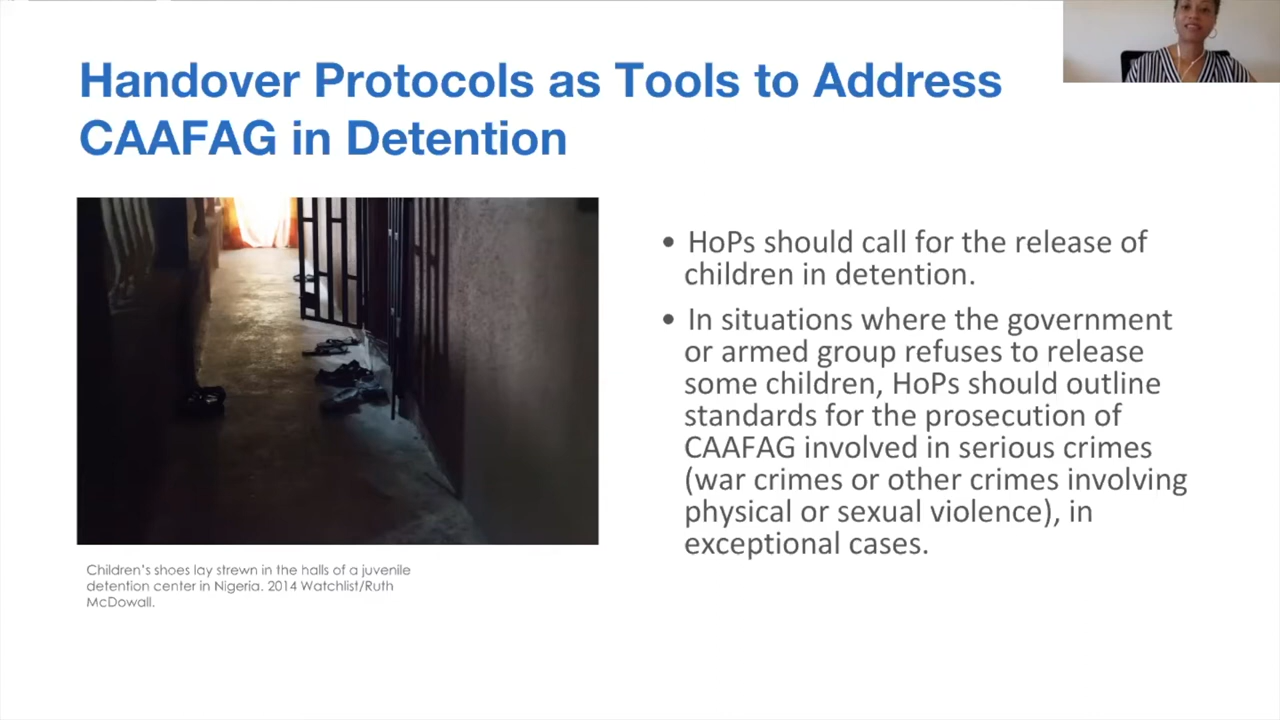 Handover Protocols as Tools to Address
CAAFAG in Detention
• HoPs should call for the release of
children in detention.
• In situations where the government
or armed group refuses to release
some children, HoPs should outline
standards for the prosecution of
CAAFAG involved in serious crimes
(war crimes or other crimes involving
physical or sexual violence), in
exceptional cases.
Children's shoes lay strewn in the halls of a juvenile
detention center in Nigeria. 2014 Watchlist/Ruth
McDowall.